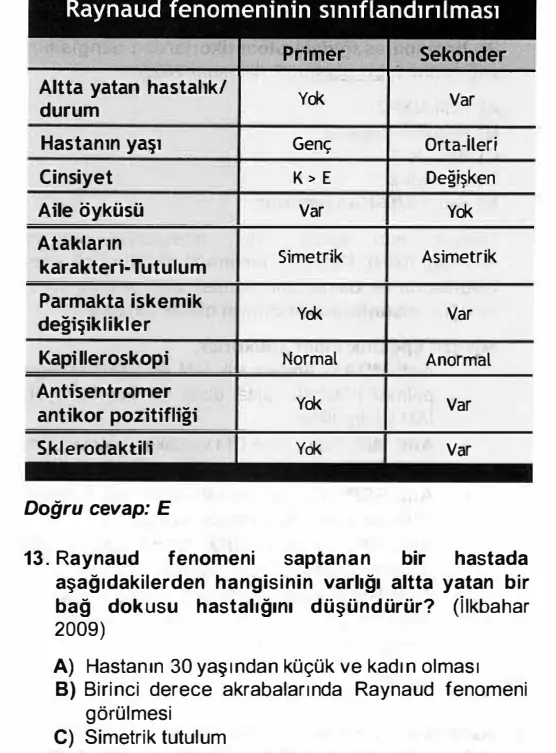 Raynaud fenomeninin sınıflandırılması
Primer Sekonder
Altta yatan hastalık/
durum Yok Var
Hastanın yaşı Genç Orta-İleri
Cinsiyet K > E Değişken
Aile öyküsü Var Yok
Atakların
karakteri-Tutulum Simetrik Asimetrik
Parmakta iskemik
değişiklikler Yok Var
Kapilleroskopi Normal Anormal
Antisentromer
antikor pozitifliği Yok Var
Sklerodaktili Yok Var
Doğru cevap: E
13. Raynaud fenomeni saptanan bir hastada
aşağıdakilerden hangisinin varlığı altta yatan bir
bağ dokusu hastalığını düşündürür? (İlkbahar
2009)
A) Hastanın 30 yaşından küçük ve kadın olması
B) Birinci derece akrabalarında Raynaud fenomeni
görülmesi
C) Simetrik tutulum